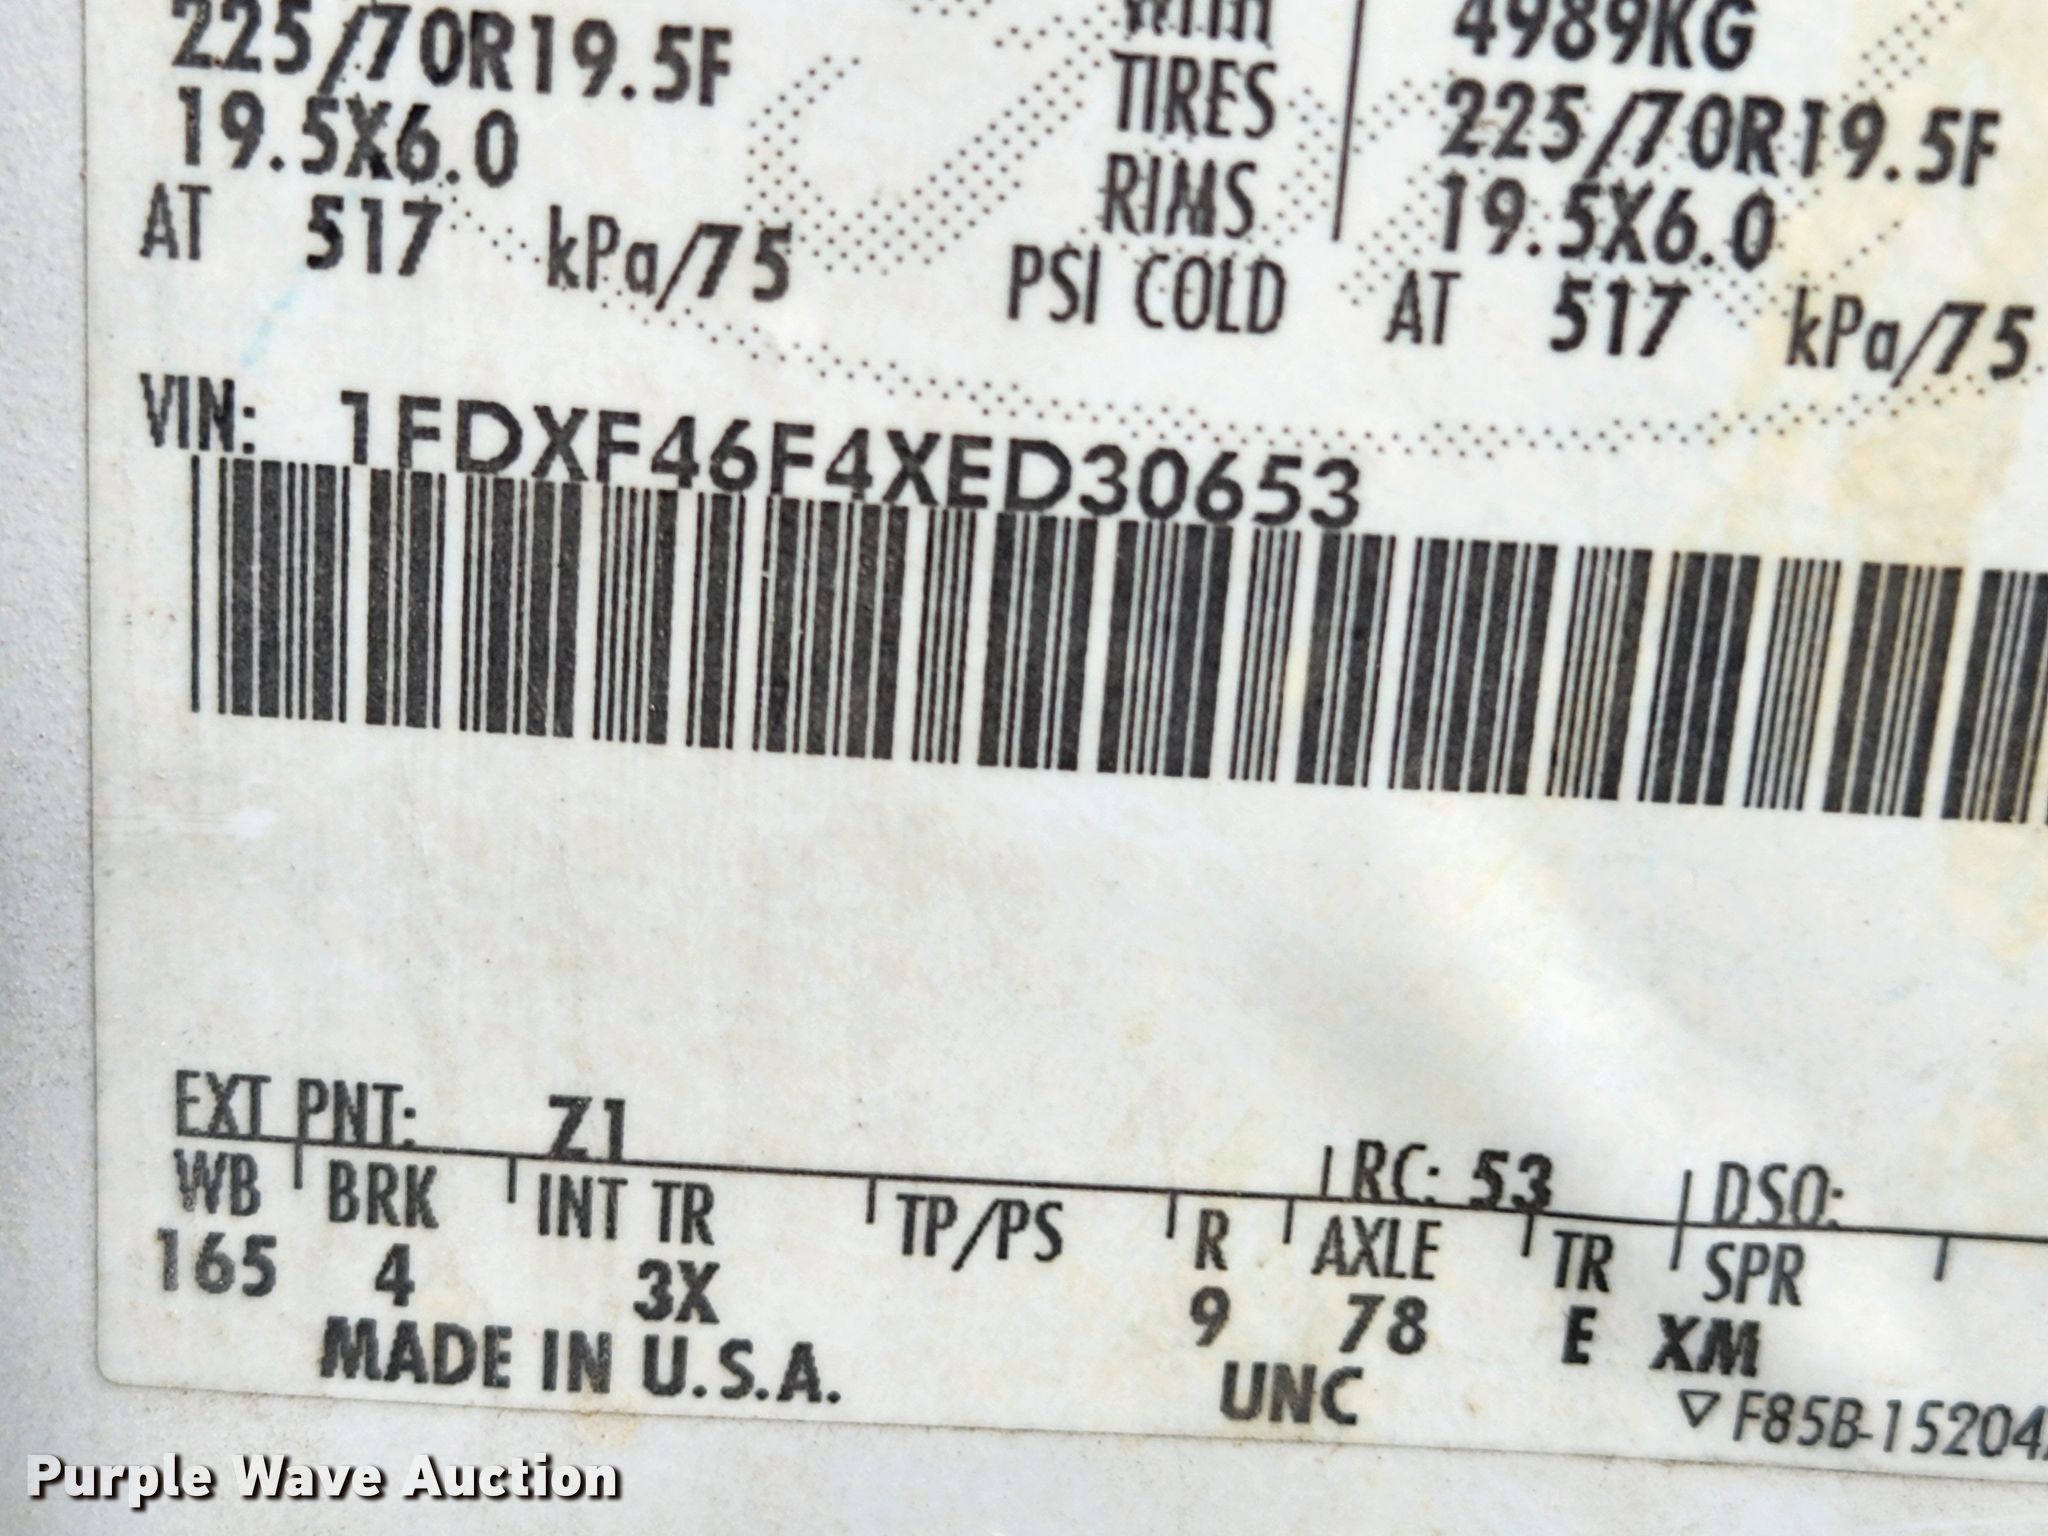 WITH 4989KG
225/70R19.5F TIRES 225/70R19.5F
19.5X6.0 RIMS 19.5X6.0
AT 517 kPa/75 PSI COLD AT 517 kPa/75
VIN: 1FDXF46F4XED30653
EXT PNT: Z1 RC: 53 DSO:
WB BRK INT TR TP/PS R AXLE TR SPR
165 4 3X 9 78 E XM
MADE IN U.S.A. UNC
▽ F85B-15204
Purple Wave Auction